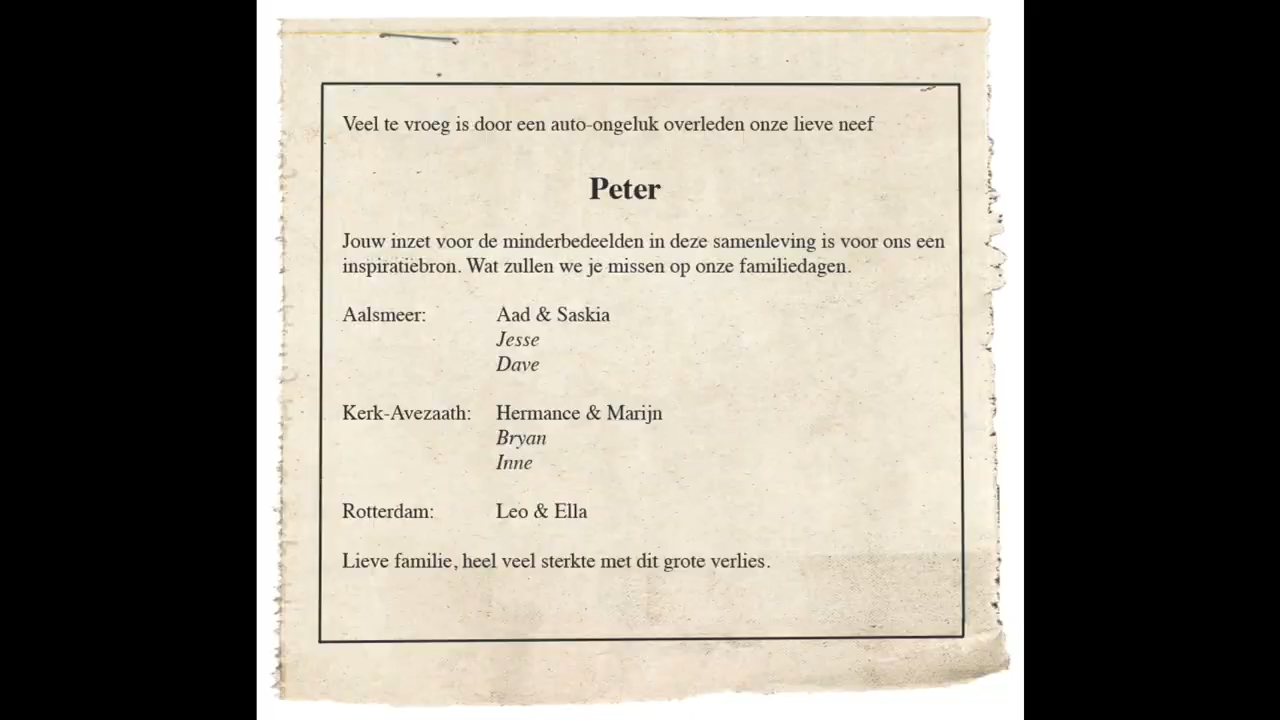 Veel te vroeg is door een auto-ongeluk overleden onze lieve neef
Peter
Jouw inzet voor de minderbedeelden in deze samenleving is voor ons een
inspiratiebron. Wat zullen we je missen op onze familiedagen.
Aalsmeer: Aad & Saskia
Jesse
Dave
Kerk-Avezaath: Hermance & Marijn
Bryan
Inne
Rotterdam: Leo & Ella
Lieve familie, heel veel sterkte met dit grote verlies.